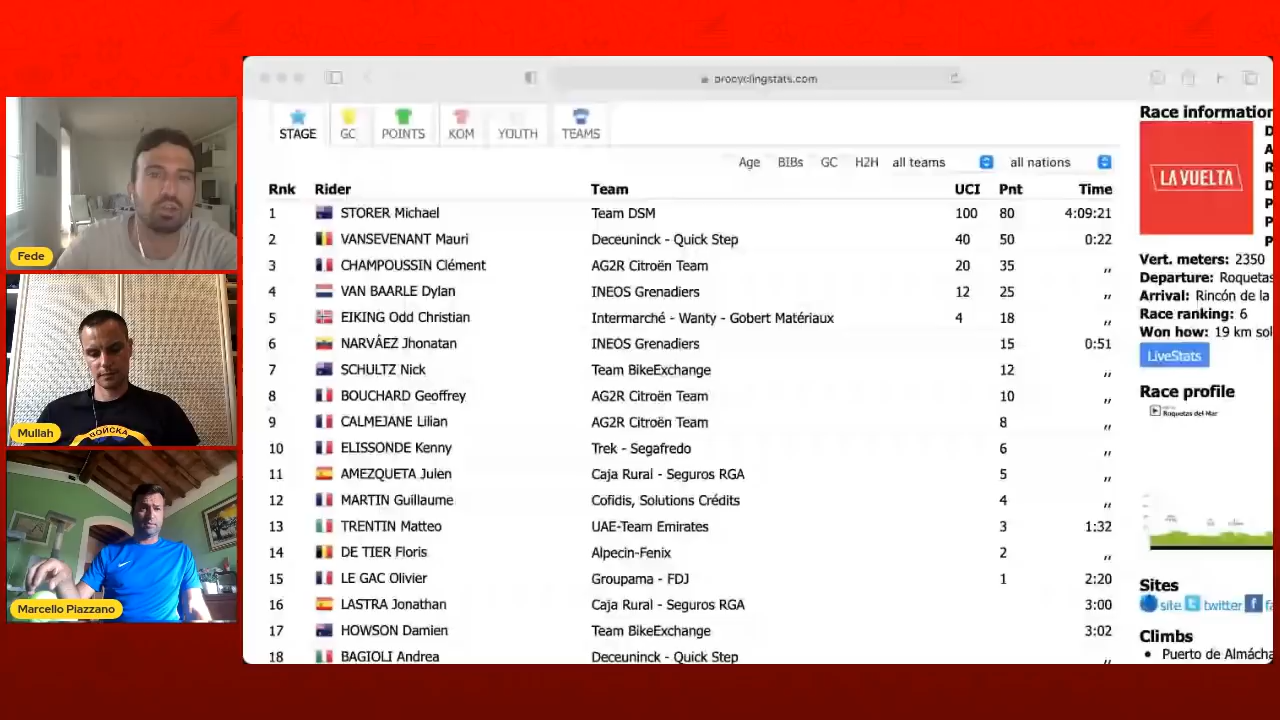 procyclingstats.com
STAGE GC POINTS KOM YOUTH TEAMS
Age BIBs GC H2H all teams all nations
Rnk Rider Team UCI Pnt Time
1 STORER Michael Team DSM 100 80 4:09:21
2 VANSEVENANT Mauri Deceuninck - Quick Step 40 50 0:22
3 CHAMPOUSSIN Clément AG2R Citroën Team 20 35 ,,
4 VAN BAARLE Dylan INEOS Grenadiers 12 25 ,,
5 EIKING Odd Christian Intermarché - Wanty - Gobert Matériaux 4 18 ,,
6 NARVÁEZ Jhonatan INEOS Grenadiers 15 0:51
7 SCHULTZ Nick Team BikeExchange 12 ,,
8 BOUCHARD Geoffrey AG2R Citroën Team 10 ,,
9 CALMEJANE Lilian AG2R Citroën Team 8 ,,
10 ELISSONDE Kenny Trek - Segafredo 6 ,,
11 AMEZQUETA Julen Caja Rural - Seguros RGA 5 ,,
12 MARTIN Guillaume Cofidis, Solutions Crédits 4 ,,
13 TRENTIN Matteo UAE-Team Emirates 3 1:32
14 DE TIER Floris Alpecin-Fenix 2 ,,
15 LE GAC Olivier Groupama - FDJ 1 2:20
16 LASTRA Jonathan Caja Rural - Seguros RGA 3:00
17 HOWSON Damien Team BikeExchange 3:02
18 BAGIOLI Andrea Deceuninck - Quick Step ,,
Race information
LA VUELTA
D
A
R
D
P
P
P
Vert. meters: 2350
Departure: Roquetas
Arrival: Rincón de la
Race ranking: 6
Won how: 19 km sol
LiveStats
Race profile
Roquetas del Mar
Sites
site twitter fa
Climbs
• Puerto de Almácha
Fede
Mullah
ВОЙСКА
Marcello Piazzano